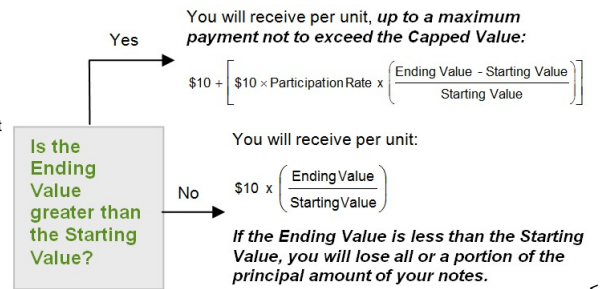 You will receive per unit, up to a maximum
payment not to exceed the Capped Value:
Yes
$10 + [ $10 × Participation Rate x ( Ending Value - Starting Value / Starting Value ) ]
Is the
Ending
Value
greater than
the Starting
Value?
You will receive per unit:
No
$10 x ( Ending Value / Starting Value )
If the Ending Value is less than the Starting
Value, you will lose all or a portion of the
principal amount of your notes.